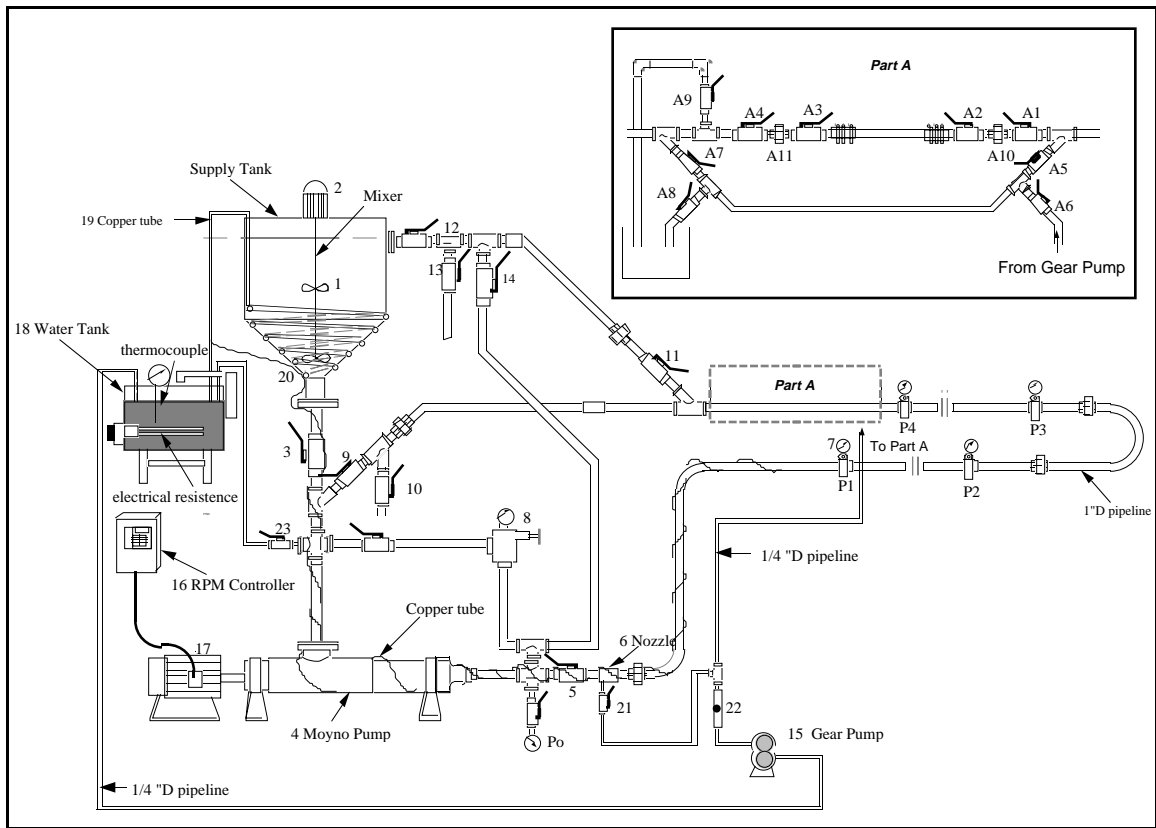 Part A
A9
A4
A3
A2
A1
A11
A10
A7
A5
A8
A6
From Gear Pump
Supply Tank
2
Mixer
19 Copper tube
12
13
14
1
18 Water Tank
thermocouple
20
11
Part A
P4
P3
3
9
10
7
To Part A
P1
P2
electrical resistence
1"D pipeline
23
8
16 RPM Controller
1/4 "D pipeline
Copper tube
6 Nozzle
17
5
21
22
4 Moyno Pump
Po
15 Gear Pump
1/4 "D pipeline